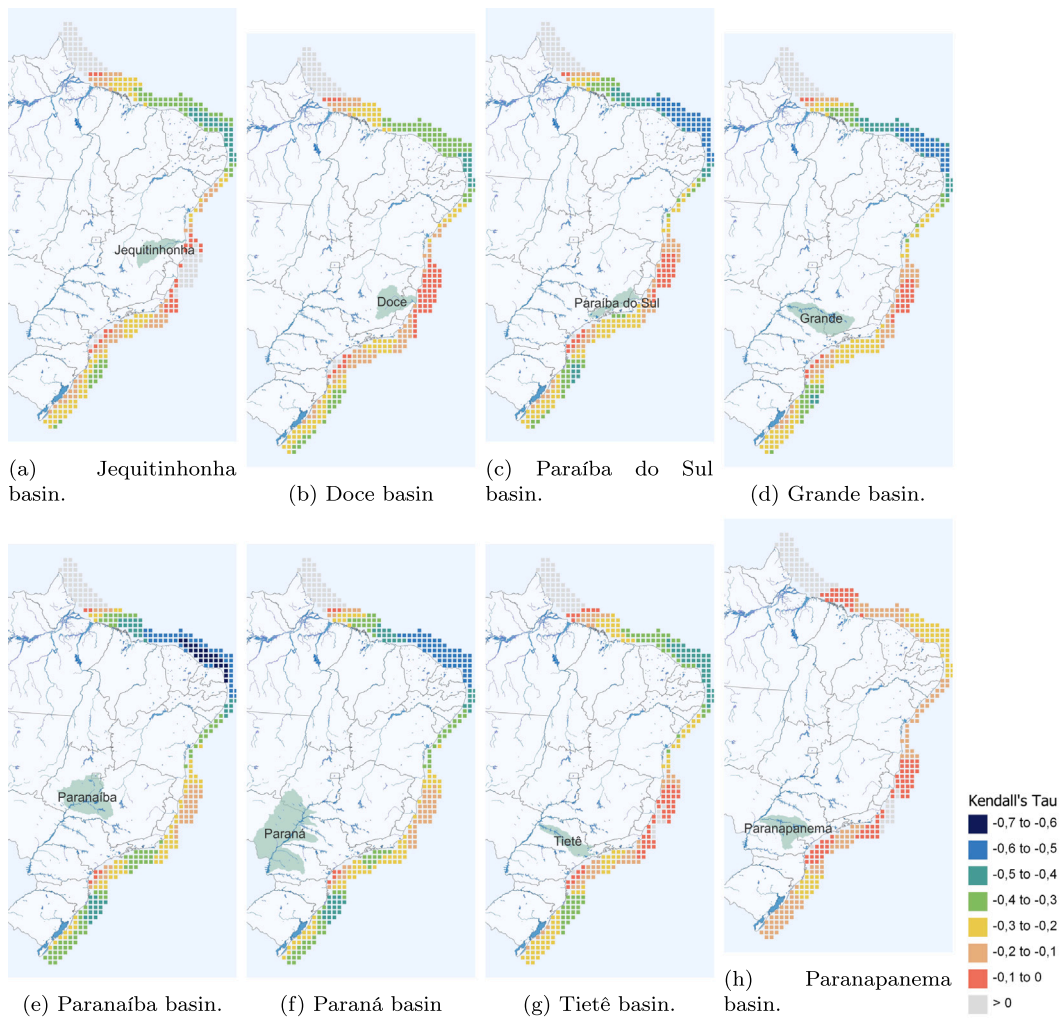 Jequitinhonha
Doce
Paraíba do Sul
Grande
(a) Jequitinhonha
basin.
(b) Doce basin
(c) Paraíba do Sul
basin.
(d) Grande basin.
Paranaíba
Paraná
Tietê
Paranapanema
Kendall's Tau
-0,7 to -0,6
-0,6 to -0,5
-0,5 to -0,4
-0,4 to -0,3
-0,3 to -0,2
-0,2 to -0,1
-0,1 to 0
> 0
(e) Paranaíba basin.
(f) Paraná basin
(g) Tietê basin.
(h) Paranapanema
basin.